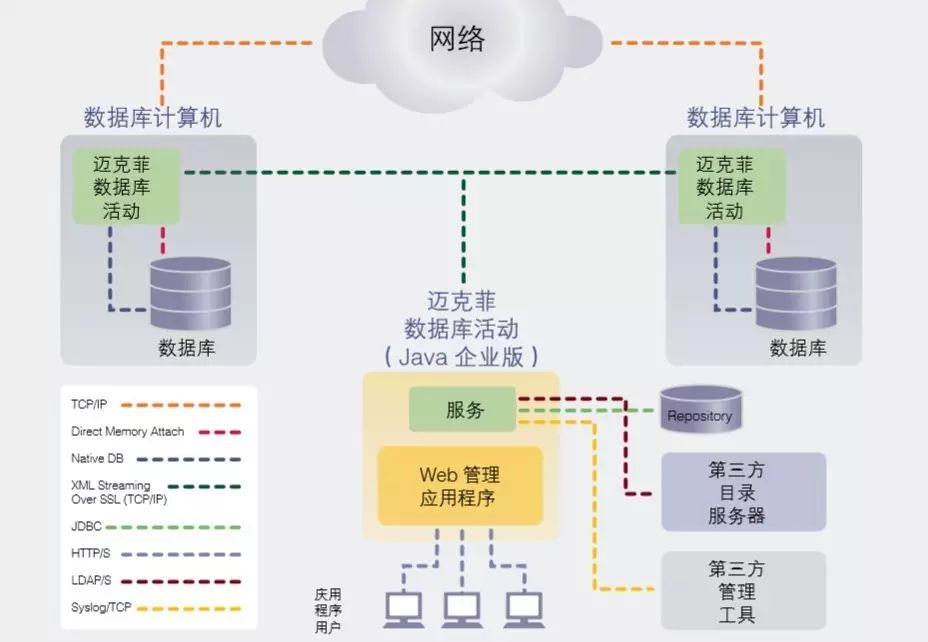 网络
数据库计算机
数据库计算机
迈克菲
数据库
活动
迈克菲
数据库
活动
数据库
数据库
迈克菲
数据库活动
(Java 企业版)
服务
Web 管理
应用程序
Repository
第三方
目录
服务器
第三方
管理
工具
庆用
程序
用户
TCP/IP
Direct Memory Attach
Native DB
XML Streaming
Over SSL (TCP/IP)
JDBC
HTTP/S
LDAP/S
Syslog/TCP